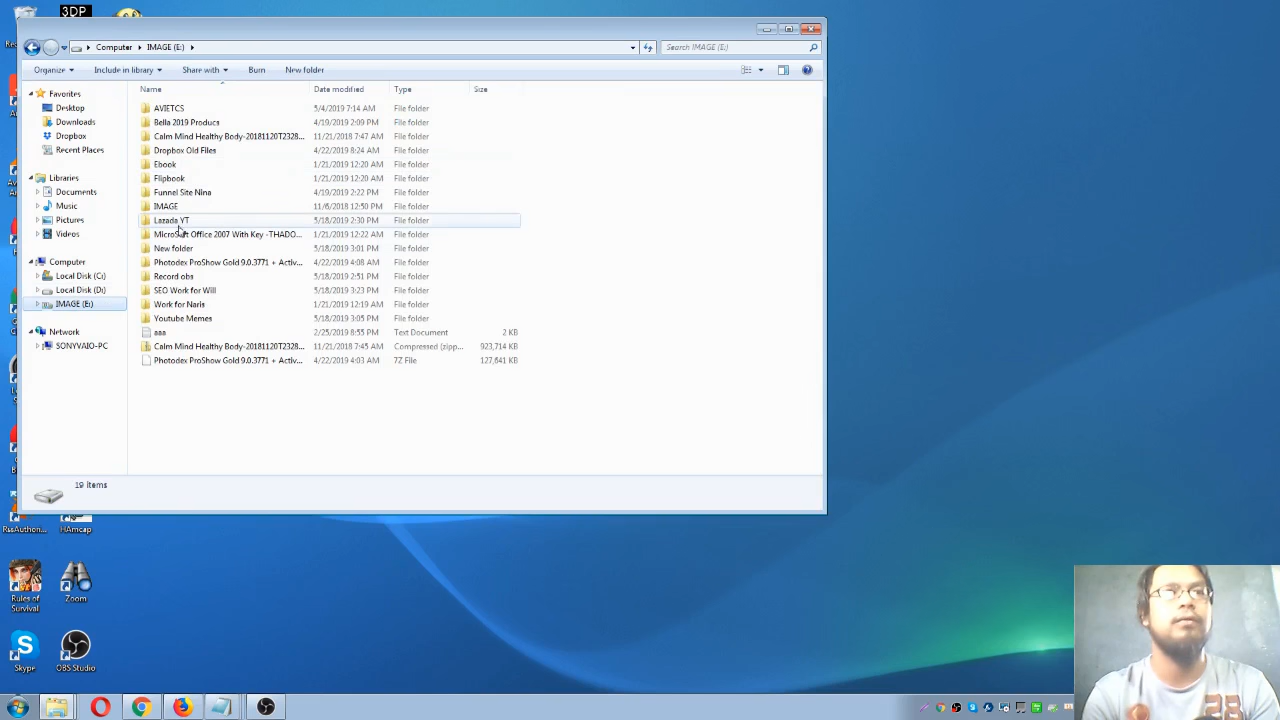 3DP
Computer ▸ IMAGE (E:) ▸
Search IMAGE (E:)
Organize Include in library Share with Burn New folder
Name Date modified Type Size
Favorites
Desktop
Downloads
Dropbox
Recent Places
Libraries
Documents
Music
Pictures
Videos
Computer
Local Disk (C:)
Local Disk (D:)
IMAGE (E:)
Network
SONYVAIO-PC
AVIETCS 5/4/2019 7:14 AM File folder
Bella 2019 Producs 4/19/2019 2:09 PM File folder
Calm Mind Healthy Body-20181120T2328... 11/21/2018 7:47 AM File folder
Dropbox Old Files 4/22/2019 8:24 AM File folder
Ebook 1/21/2019 12:20 AM File folder
Flipbook 1/21/2019 12:20 AM File folder
Funnel Site Nina 4/19/2019 2:22 PM File folder
IMAGE 11/6/2018 12:50 PM File folder
Lazada YT 5/18/2019 2:30 PM File folder
MicroSoft Office 2007 With Key -THADO... 1/21/2019 12:22 AM File folder
New folder 5/18/2019 3:01 PM File folder
Photodex ProShow Gold 9.0.3771 + Activ... 4/22/2019 4:08 AM File folder
Record obs 5/18/2019 2:51 PM File folder
SEO Work for Will 5/18/2019 3:23 PM File folder
Work for Naris 1/21/2019 12:19 AM File folder
Youtube Memes 5/18/2019 3:05 PM File folder
aaa 2/25/2019 8:55 PM Text Document 2 KB
Calm Mind Healthy Body-20181120T2328... 11/21/2018 7:45 AM Compressed (zipp... 923,714 KB
Photodex ProShow Gold 9.0.3771 + Activ... 4/22/2019 4:03 AM 7Z File 127,641 KB
19 items
RssAuthori... HAmcap
Rules of Survival
Zoom
Skype
OBS Studio